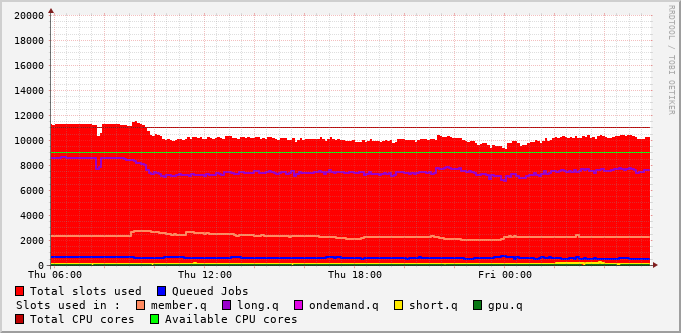 RRDTOOL / TOBI OETIKER
20000
18000
16000
14000
12000
10000
8000
6000
4000
2000
0
Thu 06:00 Thu 12:00 Thu 18:00 Fri 00:00
Total slots used Queued Jobs
Slots used in : member.q long.q ondemand.q short.q gpu.q
Total CPU cores Available CPU cores